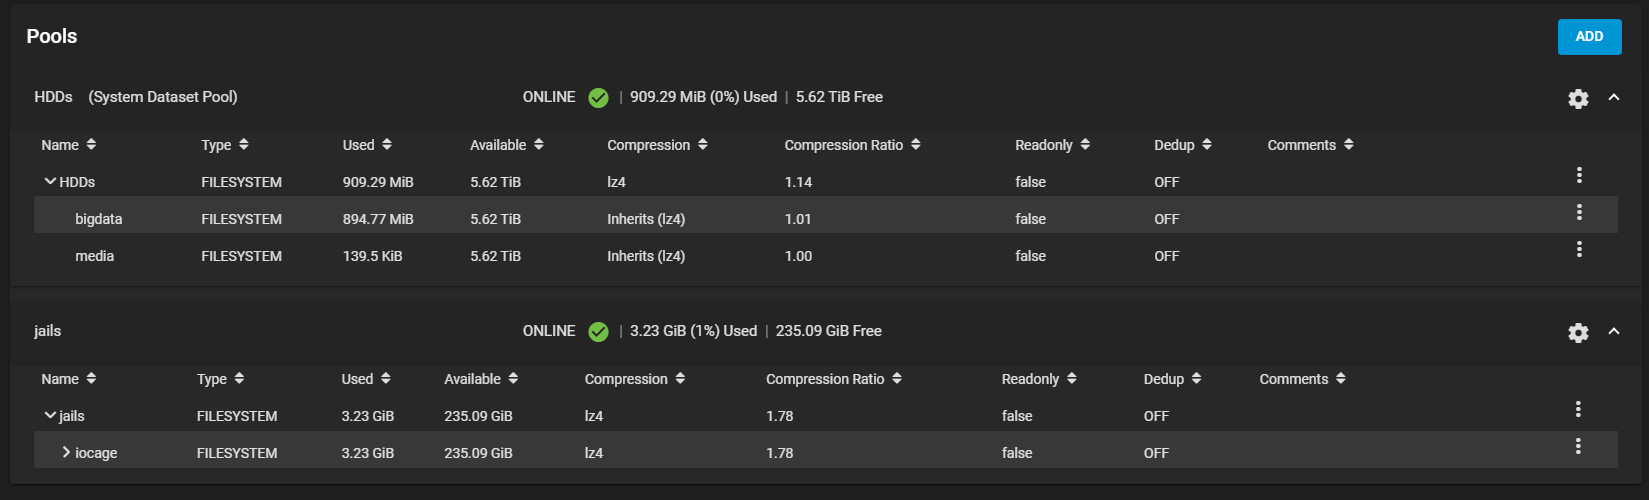 Pools ADD
HDDs (System Dataset Pool) ONLINE | 909.29 MiB (0%) Used | 5.62 TiB Free
Name Type Used Available Compression Compression Ratio Readonly Dedup Comments
HDDs FILESYSTEM 909.29 MiB 5.62 TiB lz4 1.14 false OFF
bigdata FILESYSTEM 894.77 MiB 5.62 TiB Inherits (lz4) 1.01 false OFF
media FILESYSTEM 139.5 KiB 5.62 TiB Inherits (lz4) 1.00 false OFF
jails ONLINE | 3.23 GiB (1%) Used | 235.09 GiB Free
Name Type Used Available Compression Compression Ratio Readonly Dedup Comments
jails FILESYSTEM 3.23 GiB 235.09 GiB lz4 1.78 false OFF
iocage FILESYSTEM 3.23 GiB 235.09 GiB lz4 1.78 false OFF